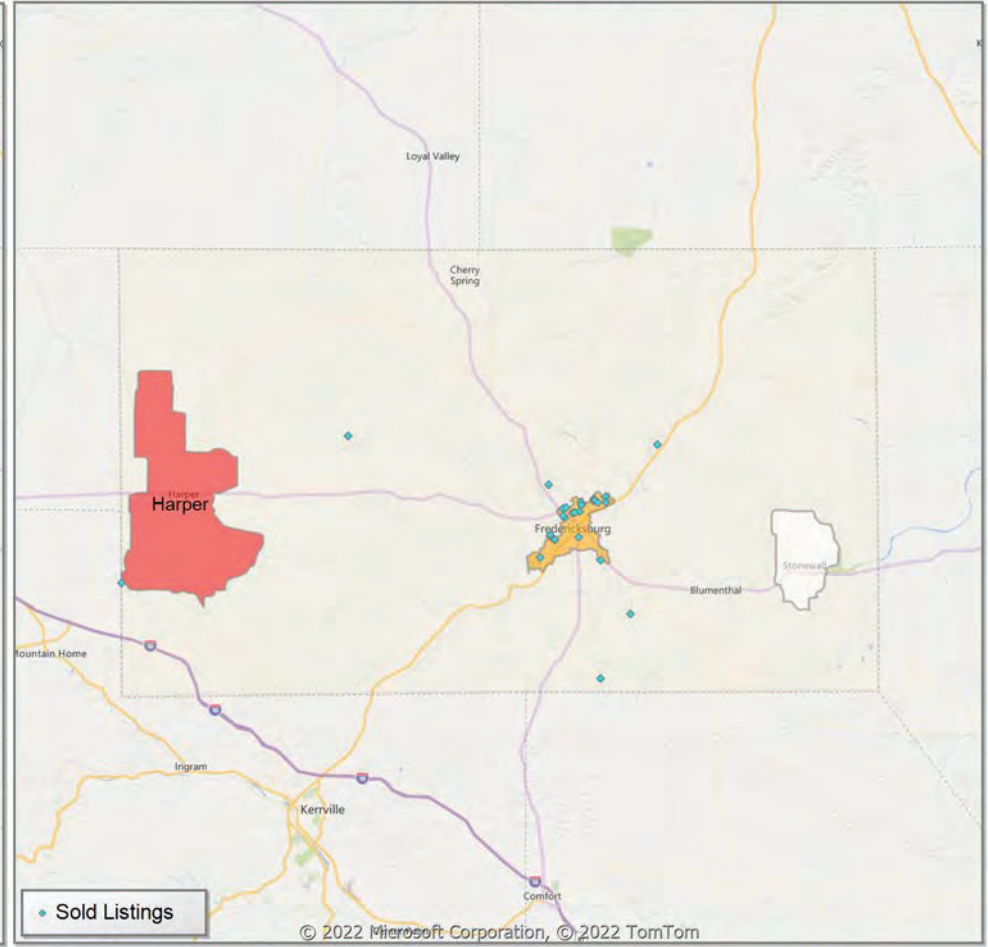 Loyal Valley
Cherry
Spring
Harper
Harper
Fredericksburg
Stonewall
Blumenthal
Mountain Home
Ingram
Kerrville
Comfort
Sold Listings
© 2022 Microsoft Corporation, © 2022 TomTom